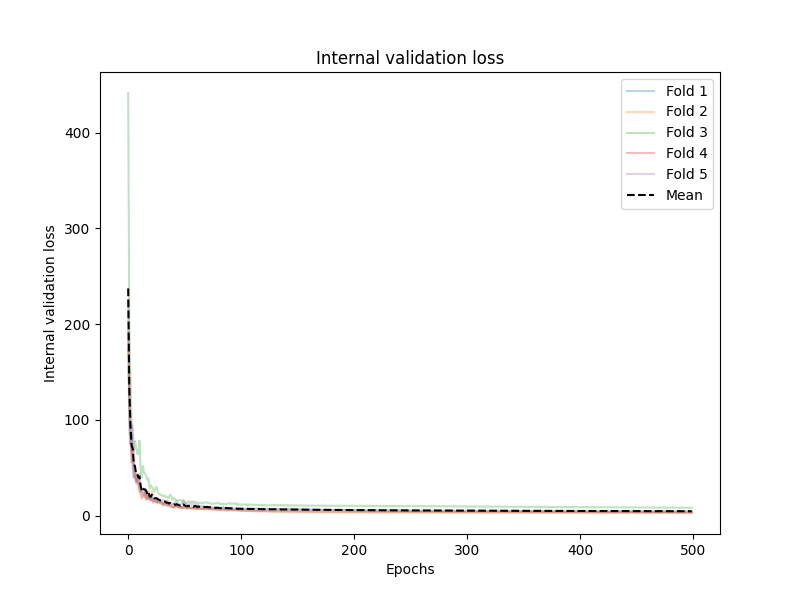 Internal validation loss
Fold 1
Fold 2
Fold 3
Fold 4
Fold 5
Mean
Internal validation loss
400
300
200
100
0
0 100 200 300 400 500
Epochs